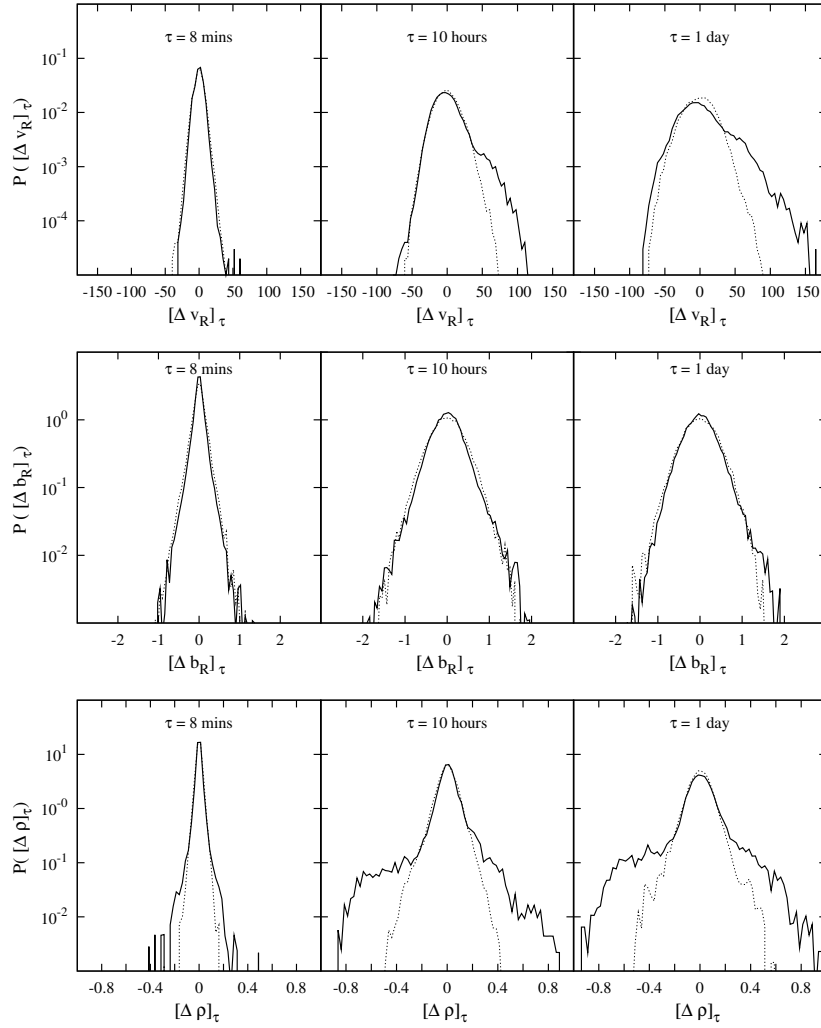 τ = 8 mins τ = 10 hours τ = 1 day
P ( [Δ v_R]_τ )
10^-1
10^-2
10^-3
10^-4
-150 -100 -50 0 50 100 150 -150 -100 -50 0 50 100 150 -150 -100 -50 0 50 100 150
[Δ v_R]_τ [Δ v_R]_τ [Δ v_R]_τ
τ = 8 mins τ = 10 hours τ = 1 day
P ( [Δ b_R]_τ )
10^0
10^-1
10^-2
-2 -1 0 1 2 -2 -1 0 1 2 -2 -1 0 1 2
[Δ b_R]_τ [Δ b_R]_τ [Δ b_R]_τ
τ = 8 mins τ = 10 hours τ = 1 day
P( [Δ ρ]_τ)
10^1
10^-0
10^-1
10^-2
-0.8 -0.4 0 0.4 0.8 -0.8 -0.4 0 0.4 0.8 -0.8 -0.4 0 0.4 0.8
[Δ ρ]_τ [Δ ρ]_τ [Δ ρ]_τ